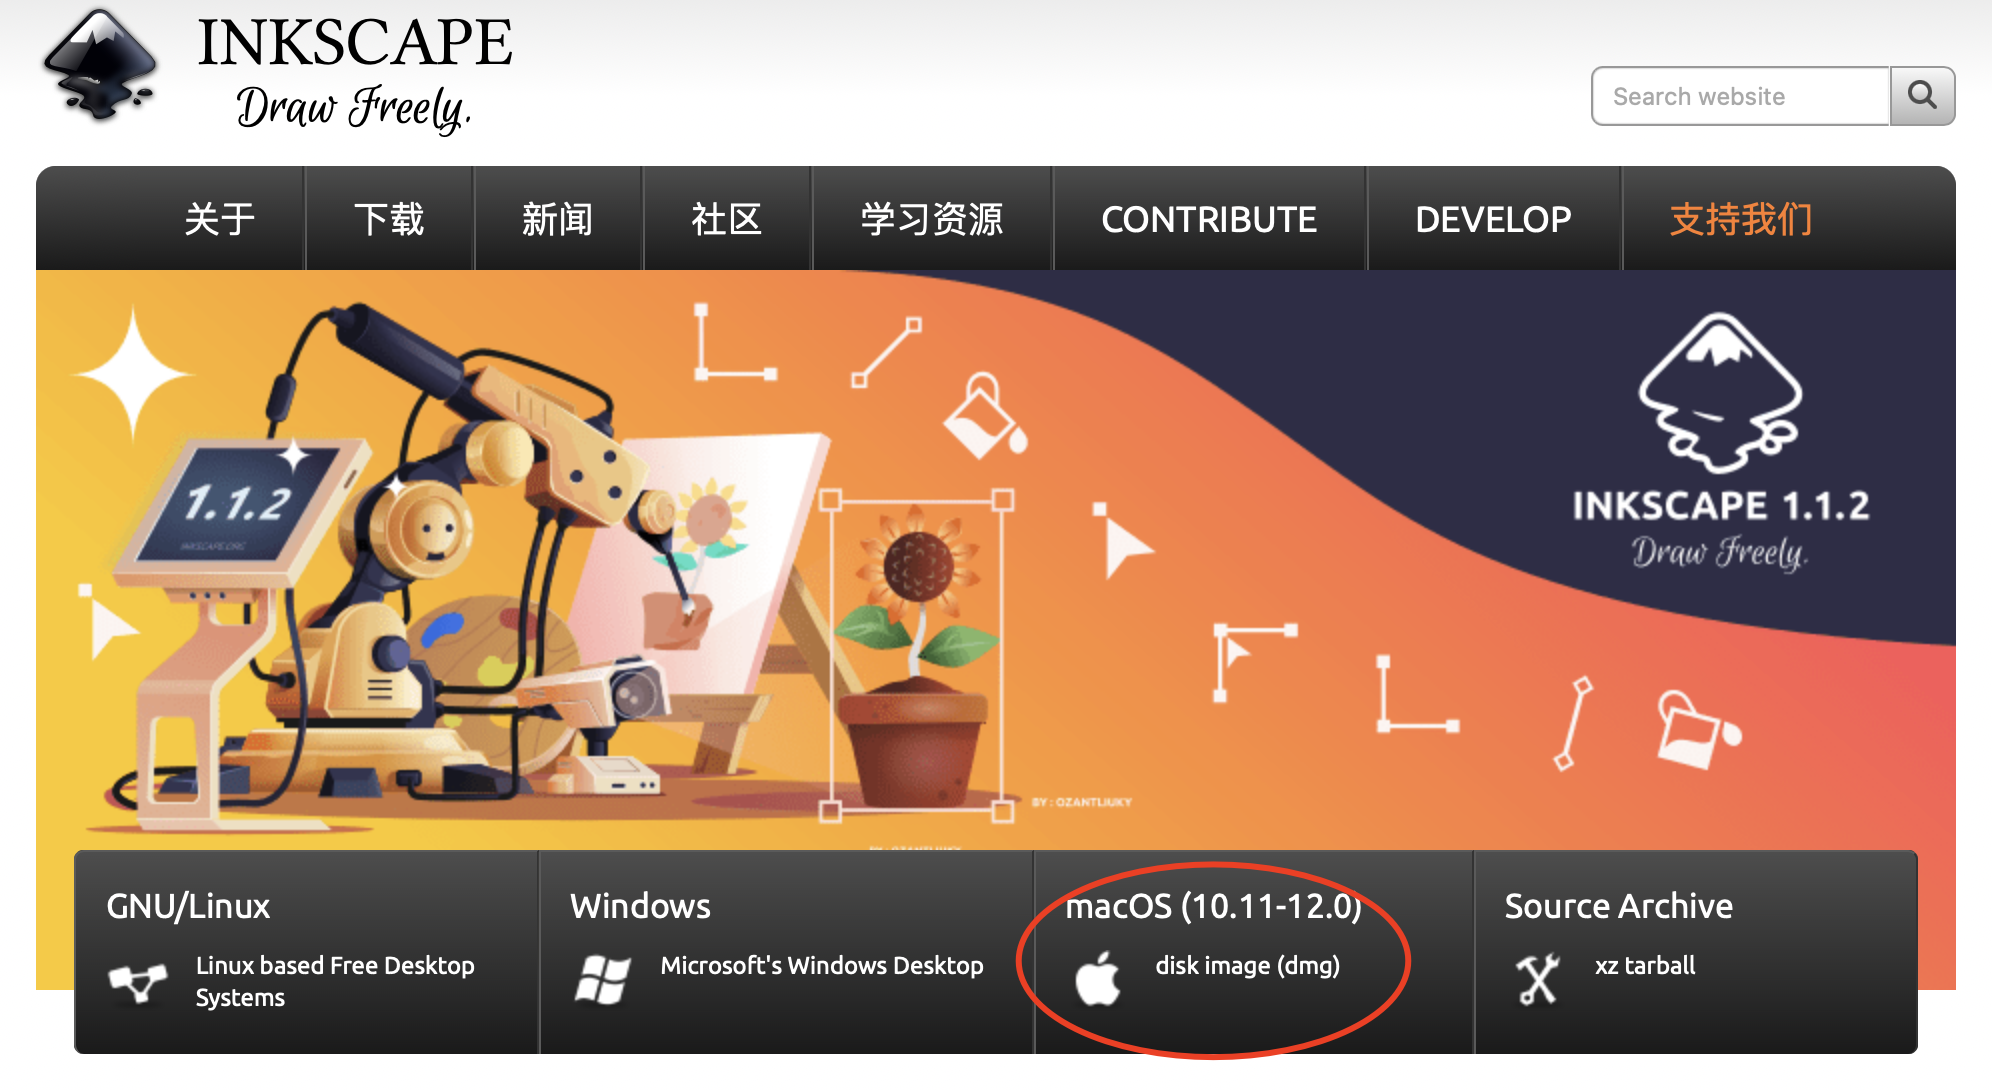 INKSCAPE
Draw Freely.
Search website
关于
下载
新闻
社区
学习资源
CONTRIBUTE
DEVELOP
支持我们
1.1.2
INKSCAPE.ORG
INKSCAPE 1.1.2
Draw Freely.
BY : OZANTLIUKY
GNU/Linux
Linux based Free Desktop
Systems
Windows
Microsoft's Windows Desktop
macOS (10.11-12.0)
disk image (dmg)
Source Archive
xz tarball